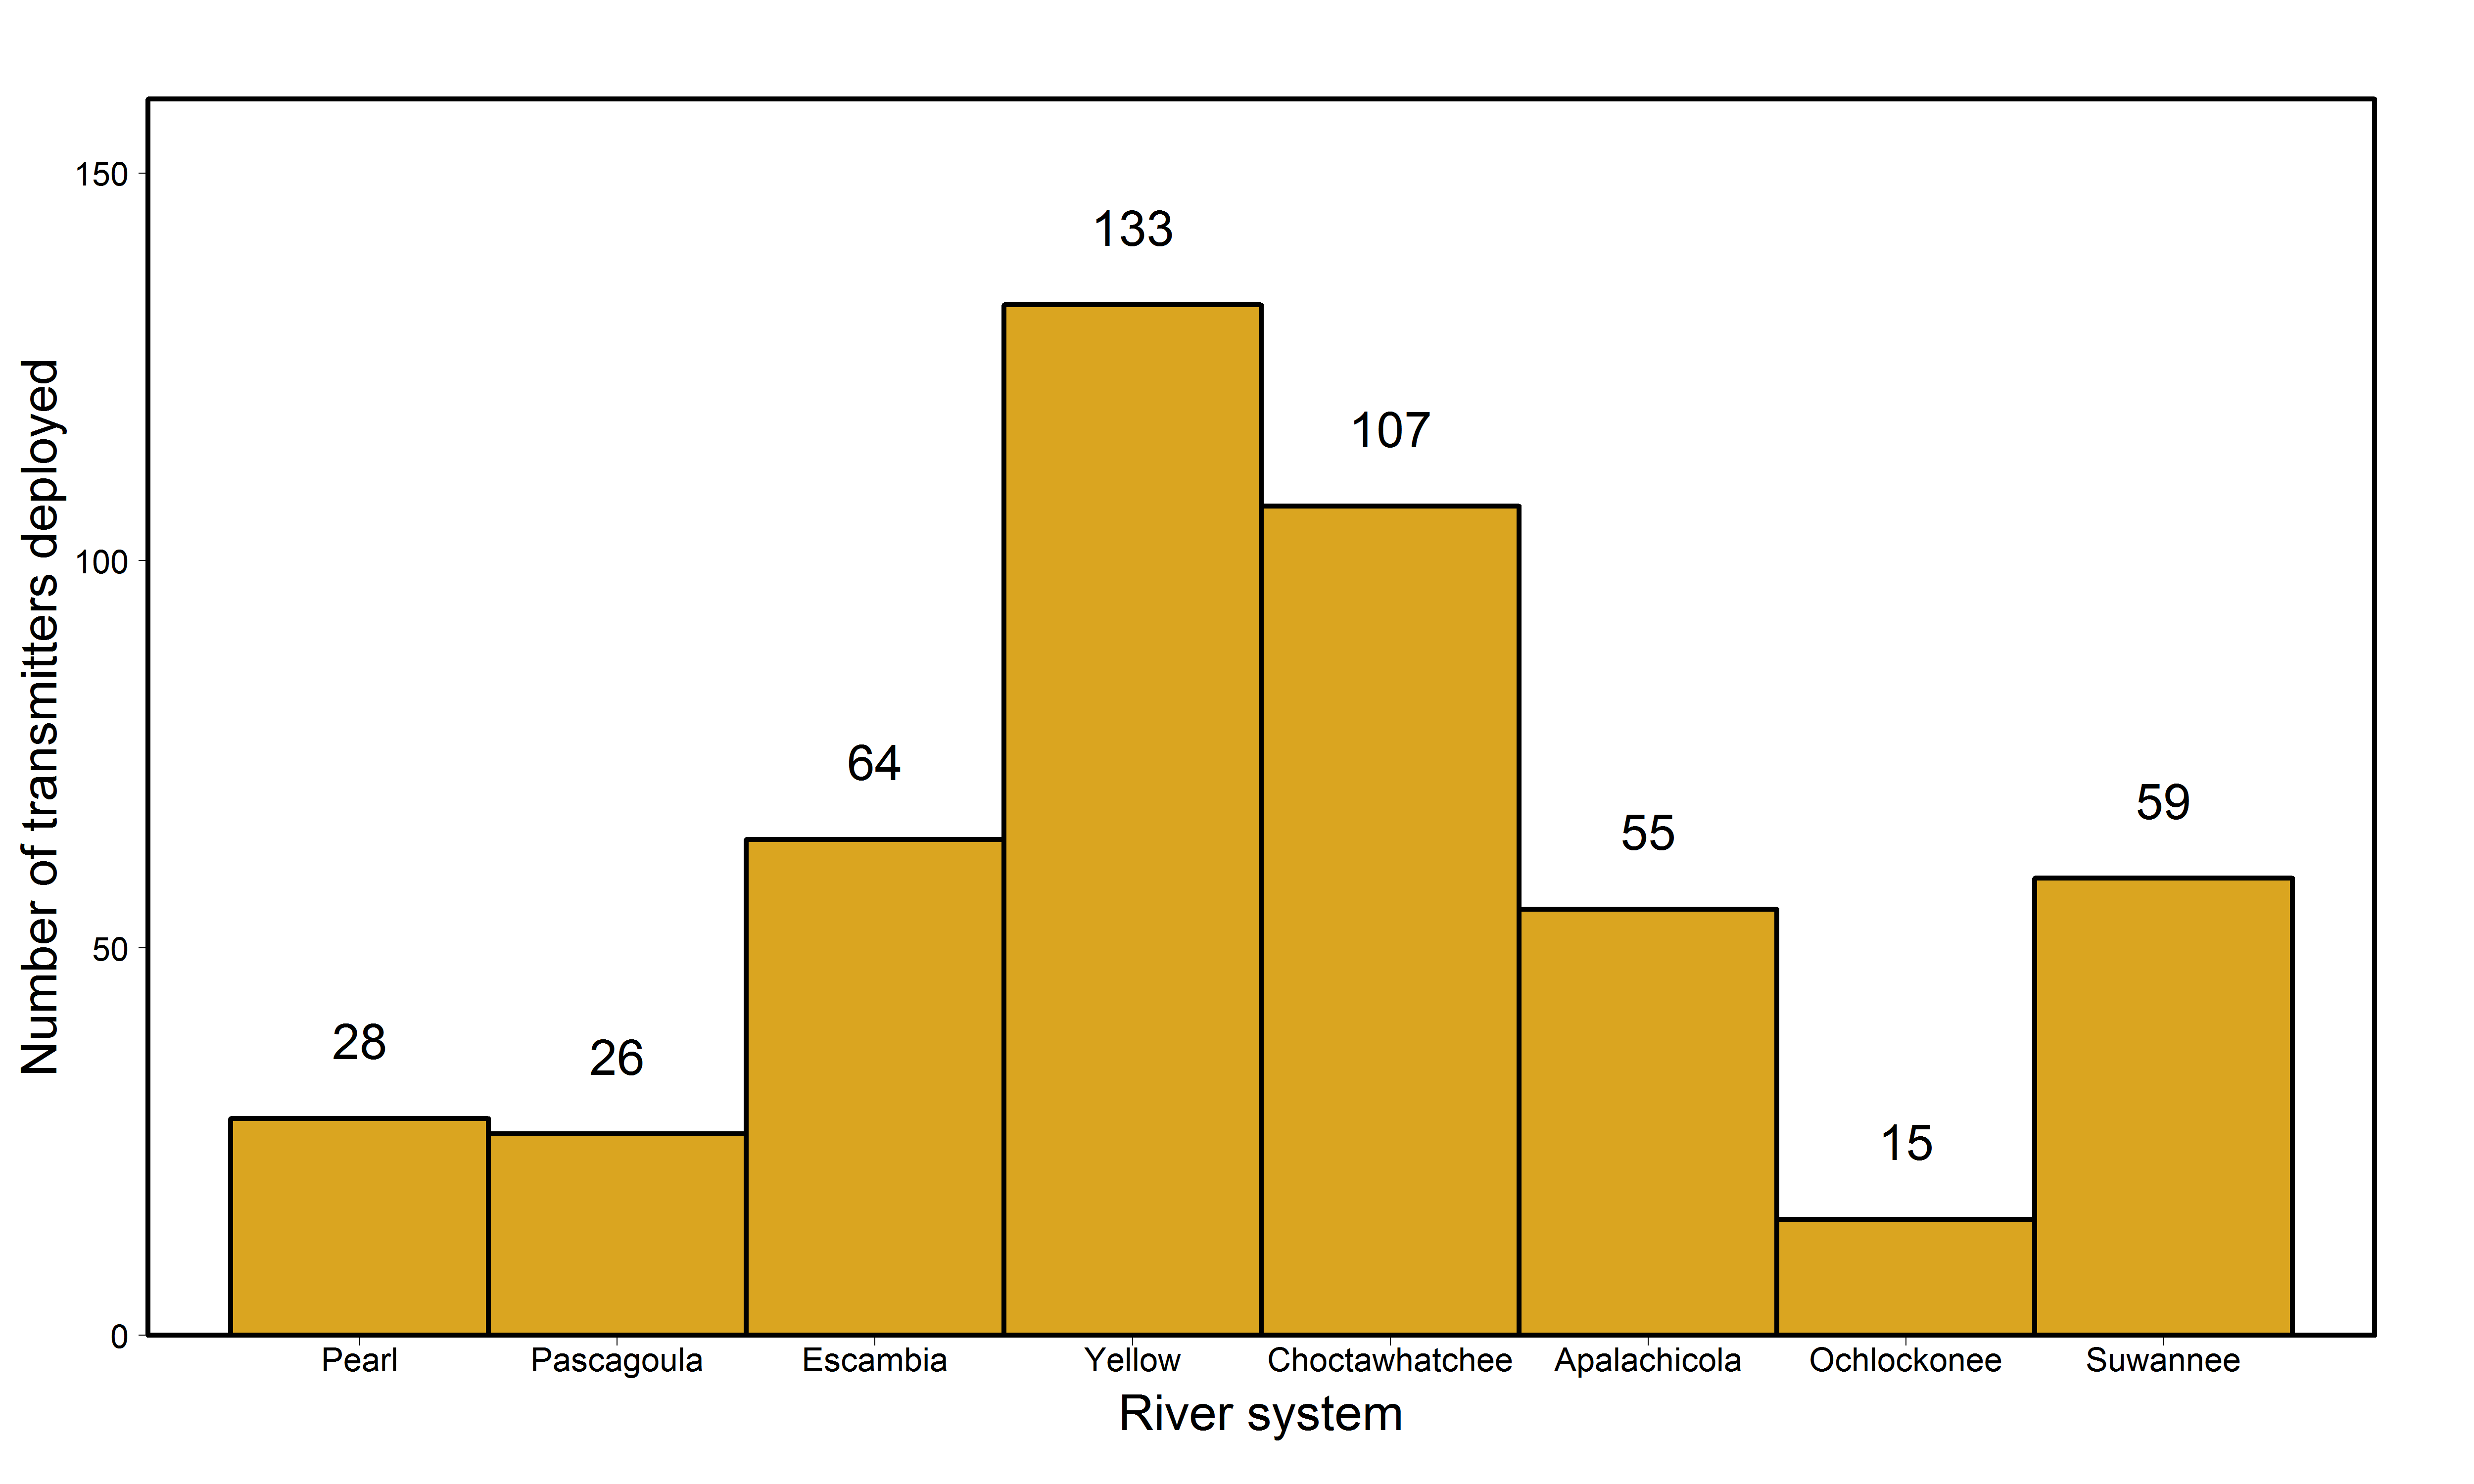 Number of transmitters deployed
150
100
50
0
28
26
64
133
107
55
15
59
Pearl
Pascagoula
Escambia
Yellow
Choctawhatchee
Apalachicola
Ochlockonee
Suwannee
River system